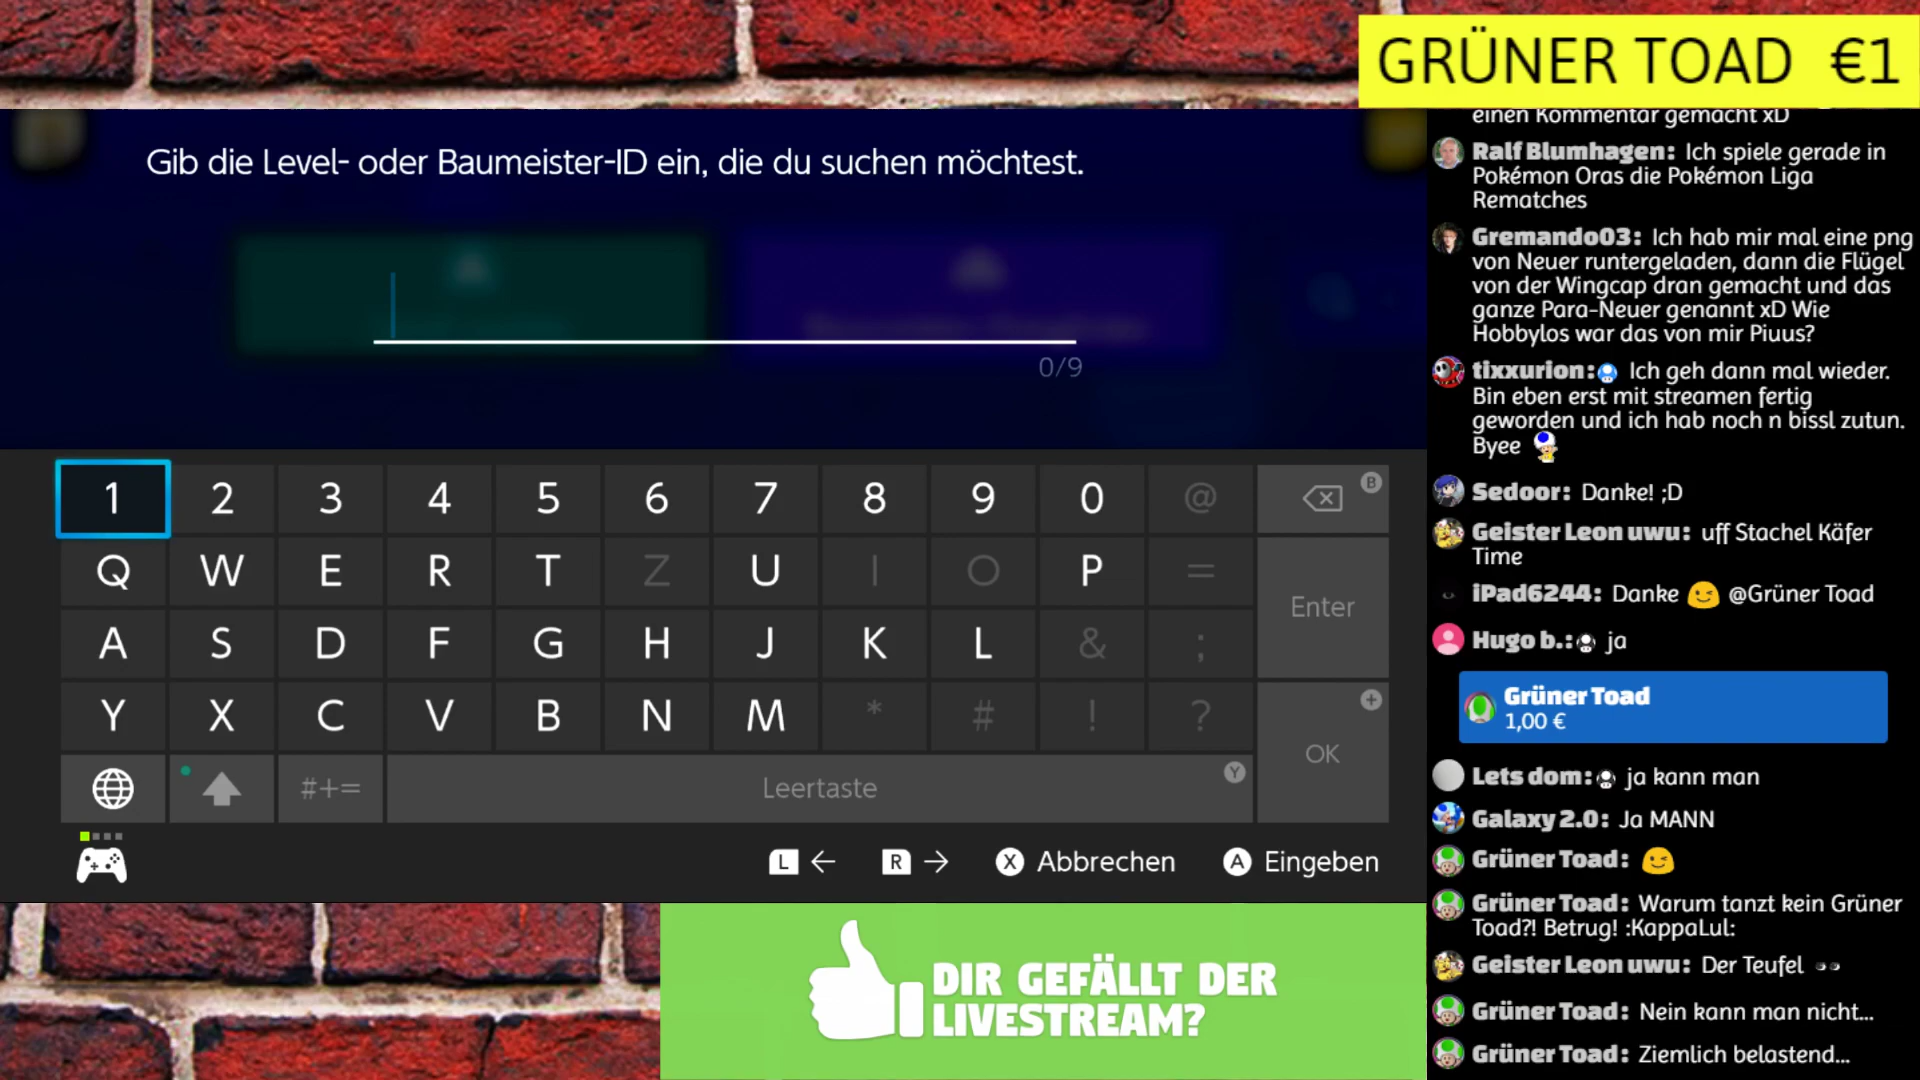 GRÜNER TOAD €1
Gib die Level- oder Baumeister-ID ein, die du suchen möchtest.
0/9
1 2 3 4 5 6 7 8 9 0 @ B
Q W E R T Z U I O P =
Enter
A S D F G H J K L & ;
Y X C V B N M * # ! ? +
OK
#+= Leertaste Y
L ← R → X Abbrechen A Eingeben
DIR GEFÄLLT DER
LIVESTREAM?
einen Kommentar gemacht xD
Ralf Blumhagen: Ich spiele gerade in
Pokémon Oras die Pokémon Liga
Rematches
Gremando03: Ich hab mir mal eine png
von Neuer runtergeladen, dann die Flügel
von der Wingcap dran gemacht und das
ganze Para-Neuer genannt xD Wie
Hobbylos war das von mir Piuus?
tixxurion: Ich geh dann mal wieder.
Bin eben erst mit streamen fertig
geworden und ich hab noch n bissl zutun.
Byee
Sedoor: Danke! ;D
Geister Leon uwu: uff Stachel Käfer
Time
iPad6244: Danke 😉 @Grüner Toad
Hugo b.: ja
Grüner Toad
1,00 €
Lets dom: ja kann man
Galaxy 2.0: Ja MANN
Grüner Toad: 😉
Grüner Toad: Warum tanzt kein Grüner
Toad?! Betrug! :KappaLul:
Geister Leon uwu: Der Teufel
Grüner Toad: Nein kann man nicht...
Grüner Toad: Ziemlich belastend...